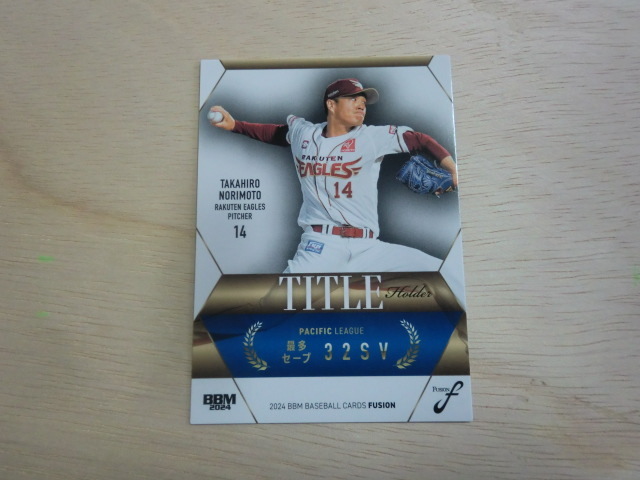 TAKAHIRO
NORIMOTO
RAKUTEN EAGLES
PITCHER
14
RAKUTEN
EAGLES
14
TITLE
Holder
PACIFIC LEAGUE
最多
セーブ
32SV
BBM
2024
2024 BBM BASEBALL CARDS FUSION
FUSION
f